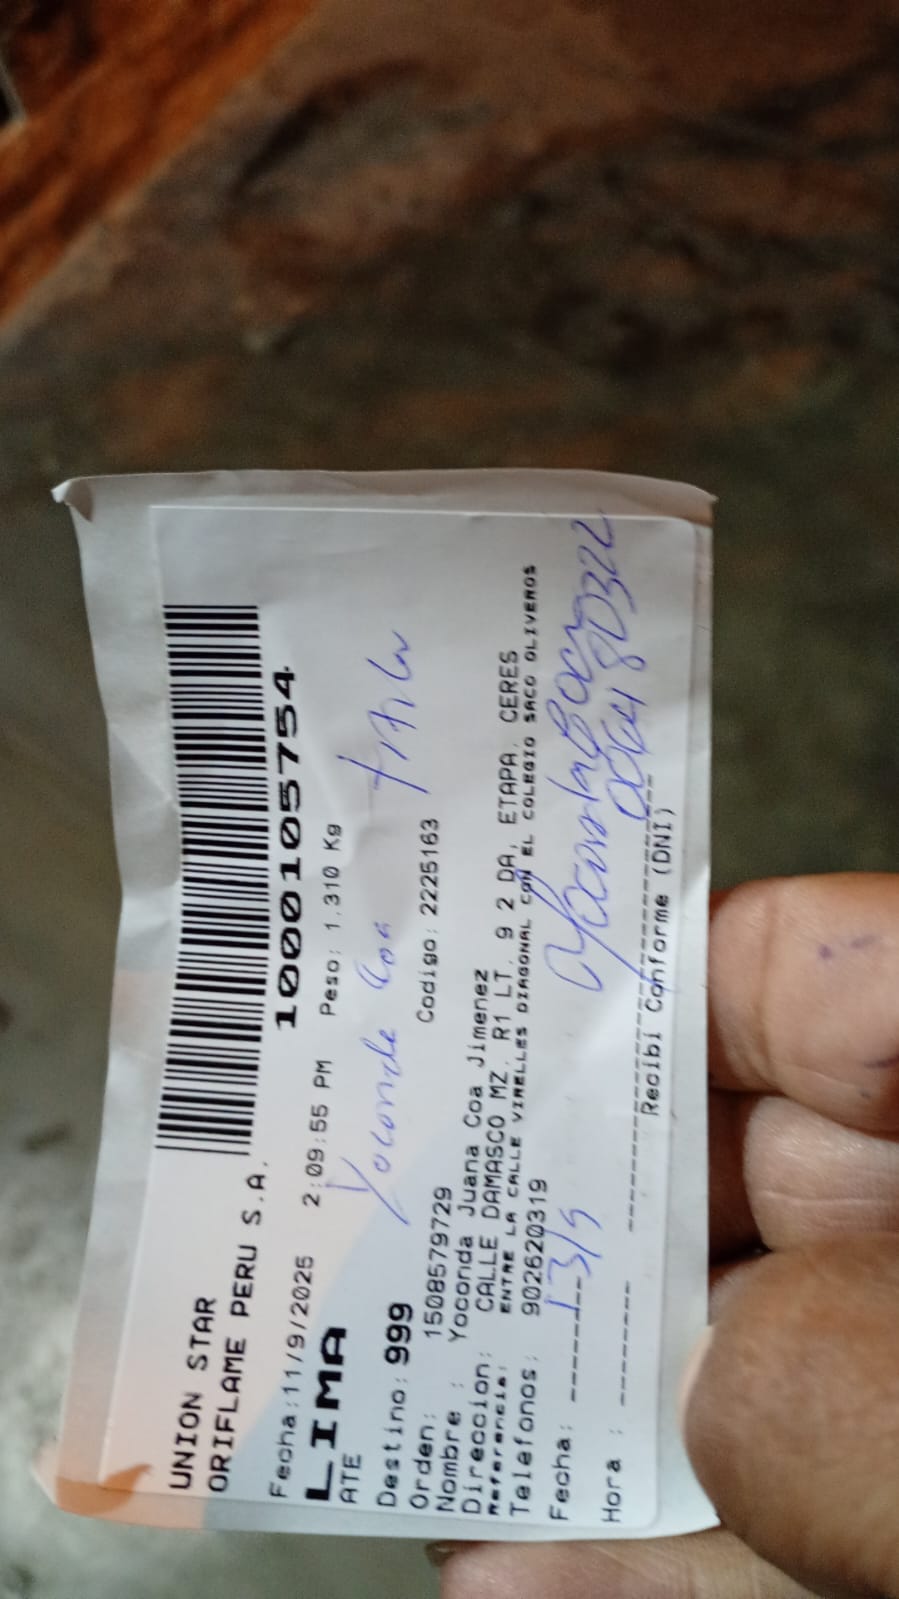 UNION STAR
ORIFLAME PERU S.A.
1000105754
Fecha:11/9/2025 2:09:55 PM Peso: 1.310 Kg
LIMA
ATE
Yoconda Coa
Destino: 999
Orden: 1508579729 Codigo: 2225163
Nombre : Yoconda Juana Coa Jimenez
Direccion: CALLE DAMASCO MZ. R1 LT. 9 2 DA. ETAPA. CERES
Referencia: ENTRE LA CALLE VIRELLES DIAGONAL CON EL COLEGIO SACO OLIVEROS
Telefonos: 902620319
Fecha: 13/9
Hora :
Recibi Conforme (DNI)